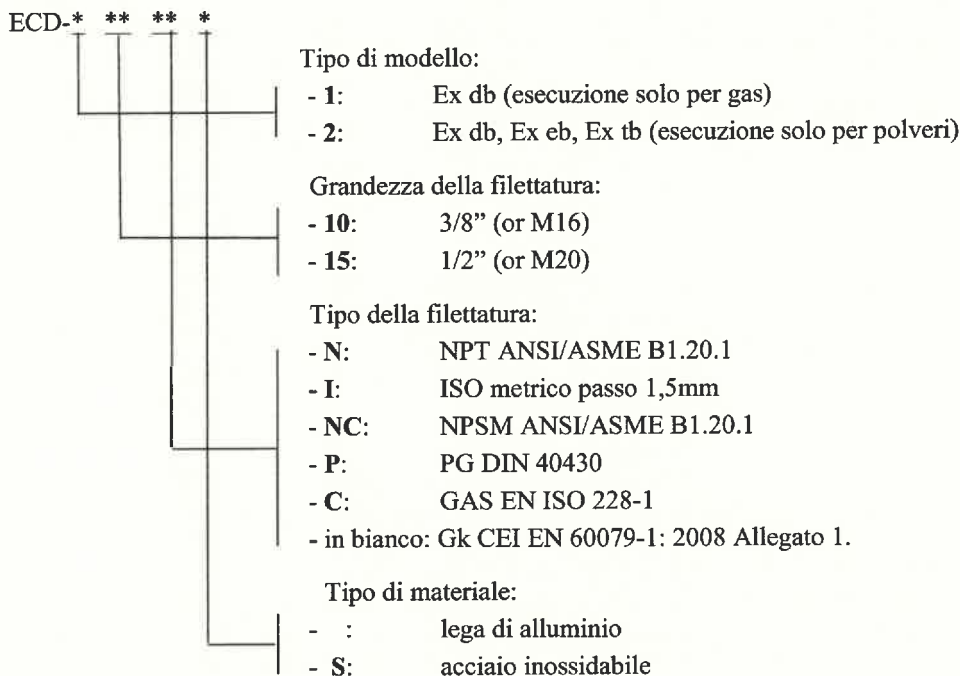 ECD-* ** ** *
Tipo di modello:
- 1: Ex db (esecuzione solo per gas)
- 2: Ex db, Ex eb, Ex tb (esecuzione solo per polveri)
Grandezza della filettatura:
- 10: 3/8” (or M16)
- 15: 1/2” (or M20)
Tipo della filettatura:
- N: NPT ANSI/ASME B1.20.1
- I: ISO metrico passo 1,5mm
- NC: NPSM ANSI/ASME B1.20.1
- P: PG DIN 40430
- C: GAS EN ISO 228-1
- in bianco: Gk CEI EN 60079-1: 2008 Allegato 1.
Tipo di materiale:
- : lega di alluminio
- S: acciaio inossidabile